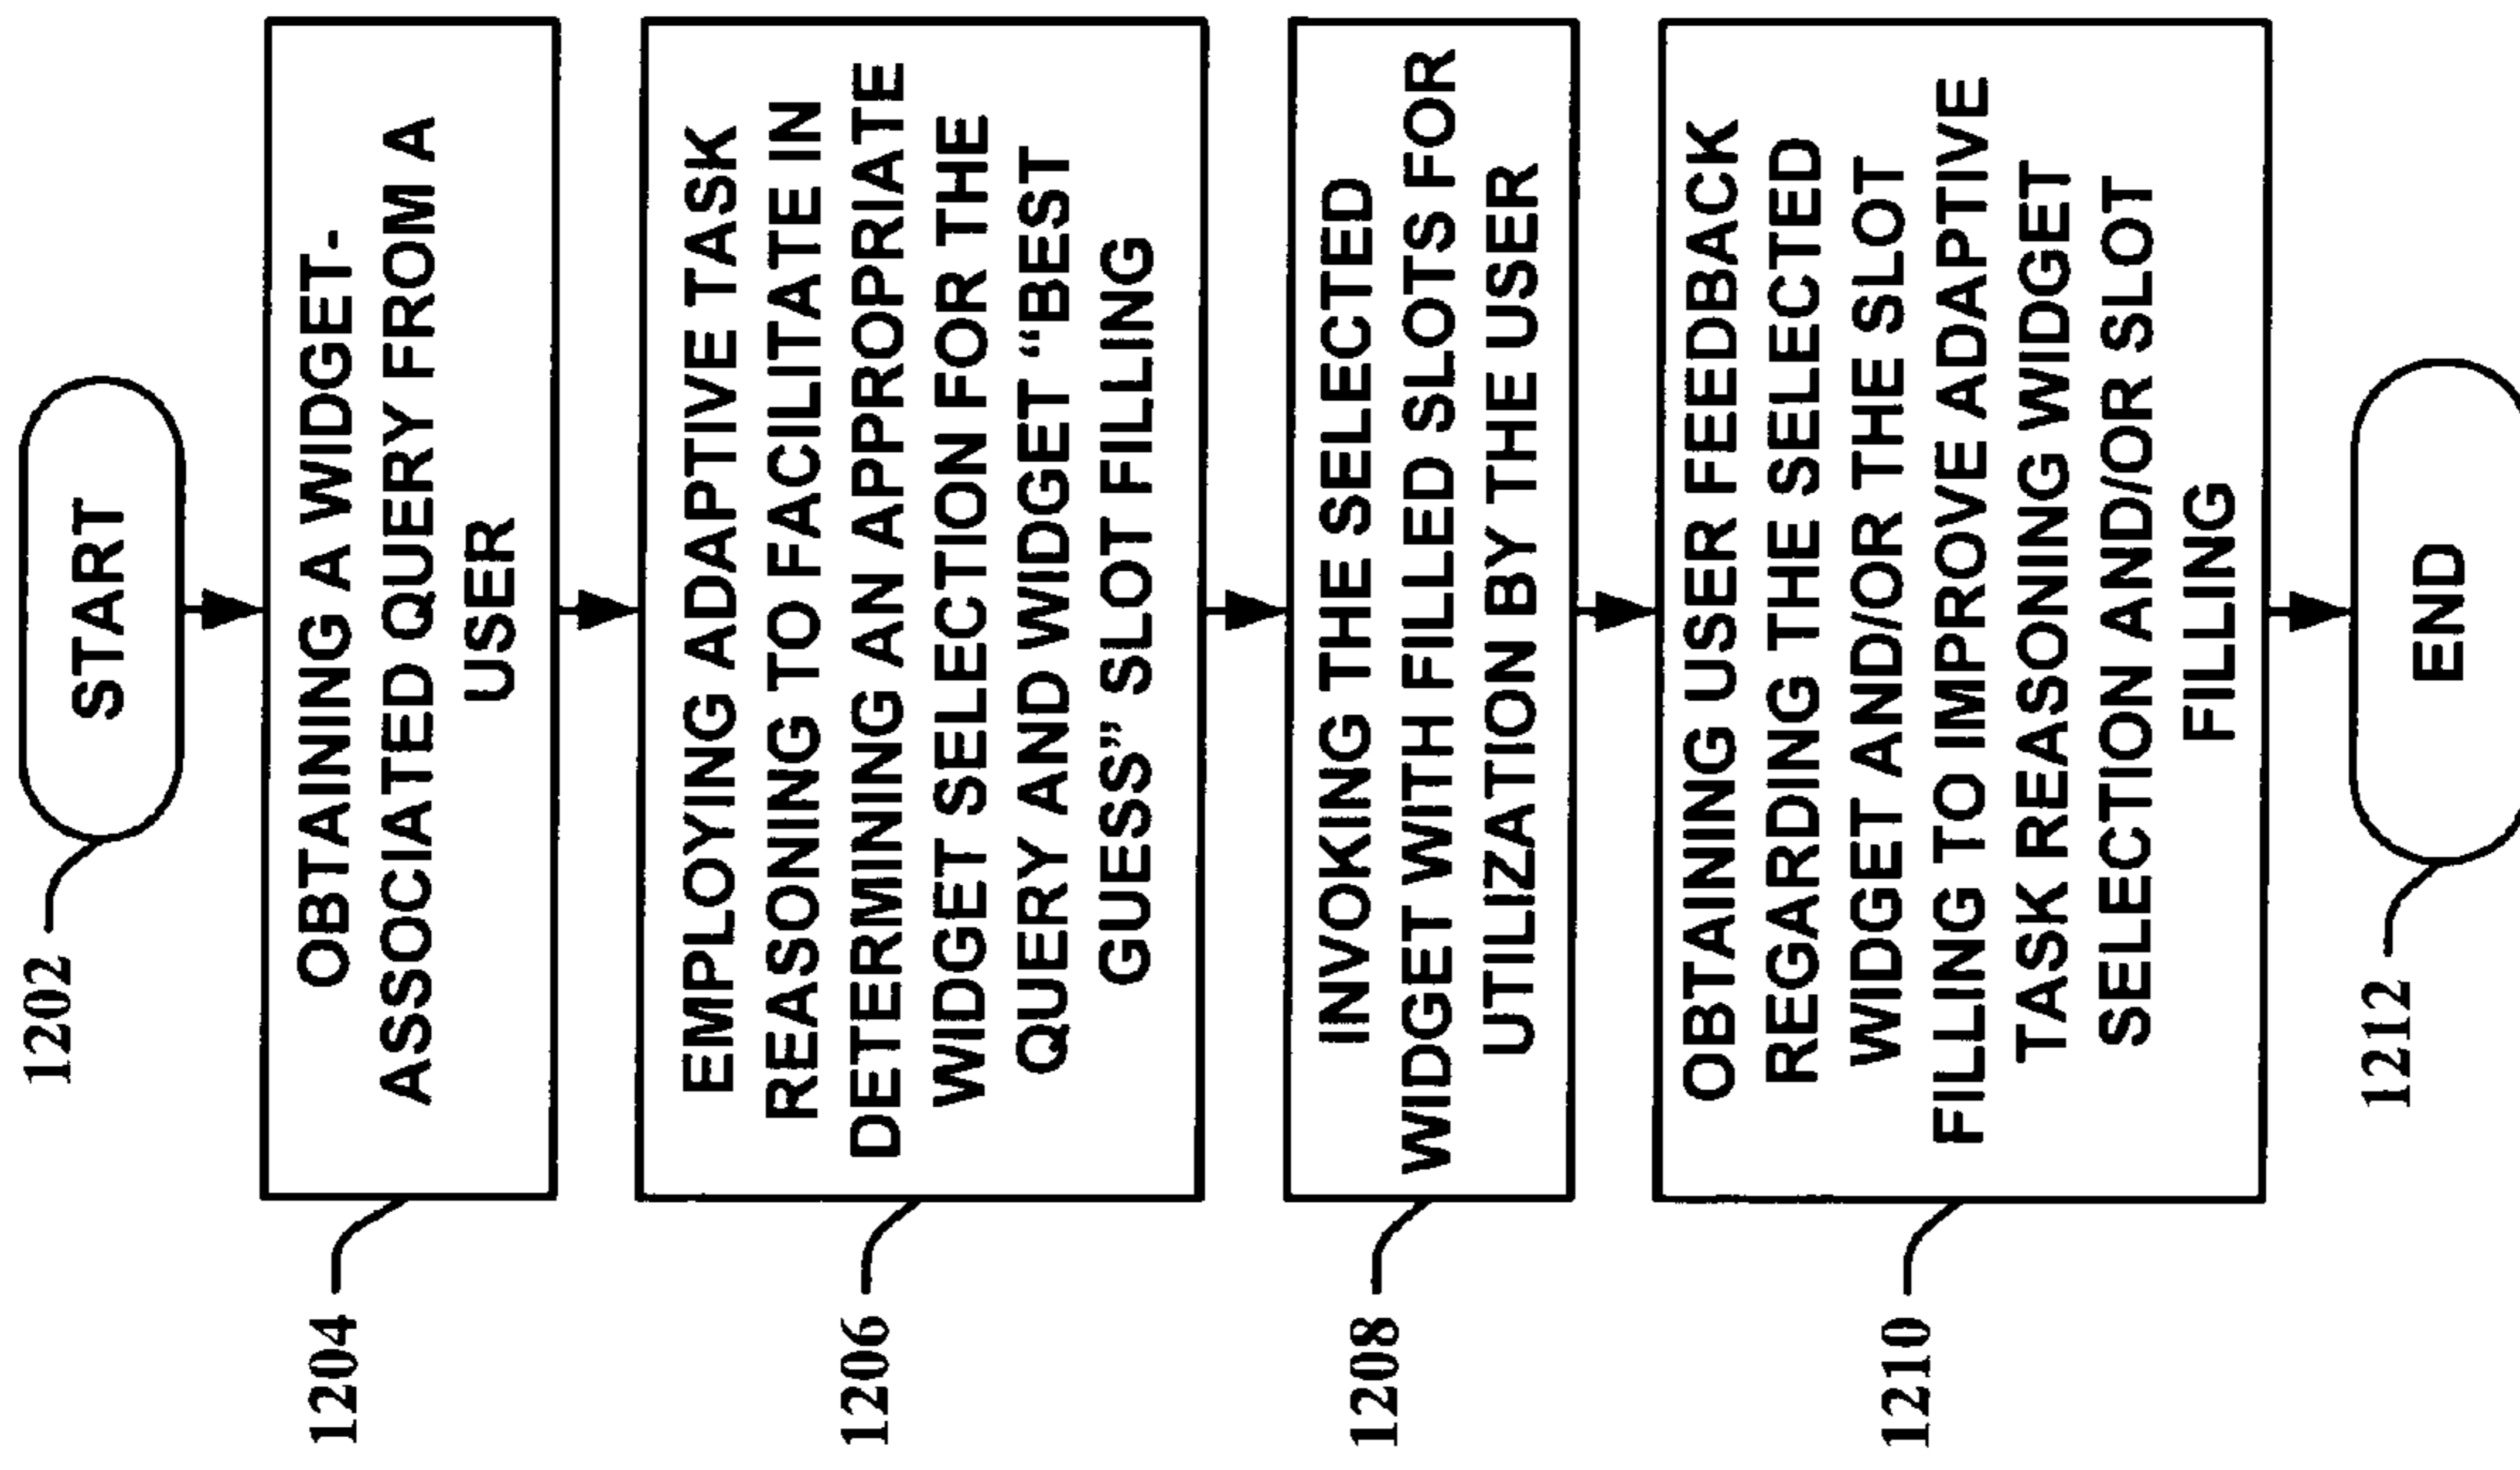 START
1202
OBTAINING A WIDGET-
ASSOCIATED QUERY FROM A
USER
1204
EMPLOYING ADAPTIVE TASK
REASONING TO FACILITATE IN
DETERMINING AN APPROPRIATE
WIDGET SELECTION FOR THE
QUERY AND WIDGET “BEST
GUESS” SLOT FILLING
1206
INVOKING THE SELECTED
WIDGET WITH FILLED SLOTS FOR
UTILIZATION BY THE USER
1208
OBTAINING USER FEEDBACK
REGARDING THE SELECTED
WIDGET AND/OR THE SLOT
FILLING TO IMPROVE ADAPTIVE
TASK REASONING WIDGET
SELECTION AND/OR SLOT
FILLING
1210
END
1212